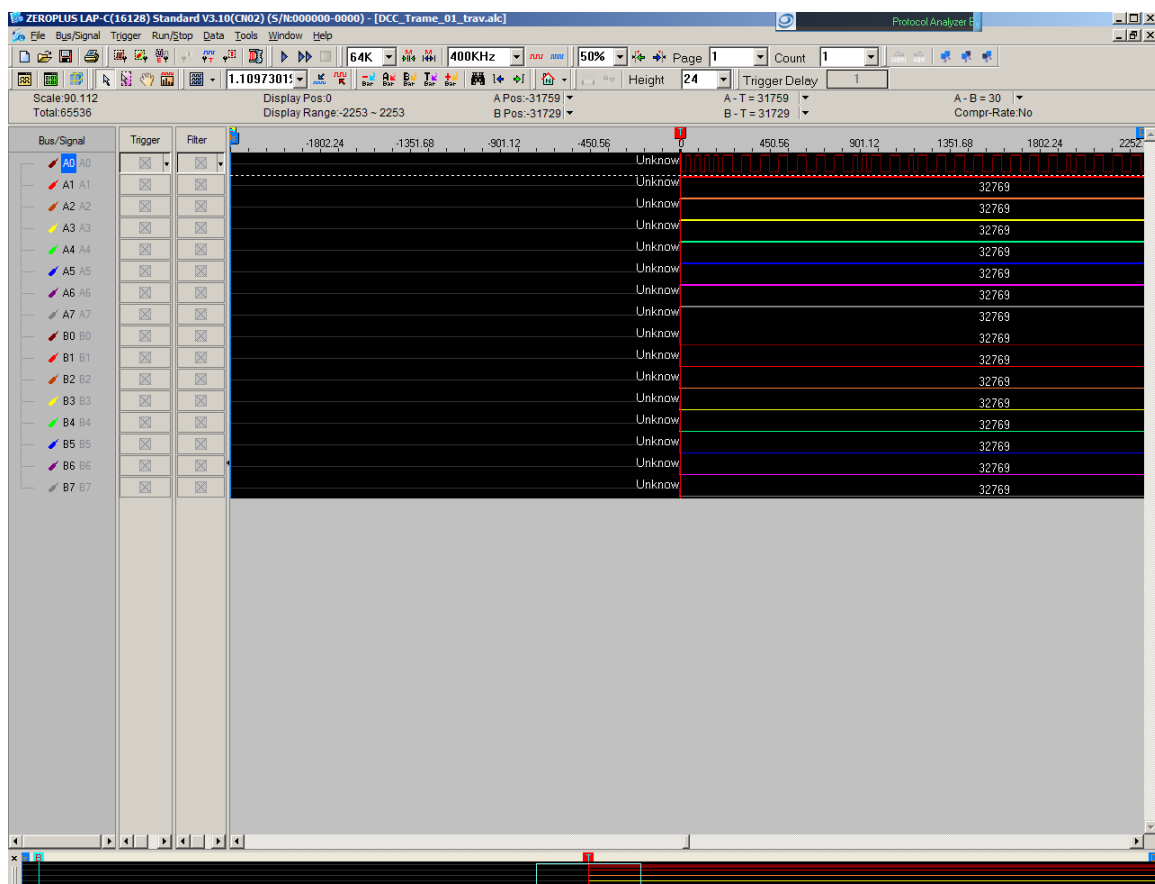 ZEROPLUS LAP-C(16128) Standard V3.10(CN02) (S/N:000000-0000) - [DCC_Trame_01_trav.alc]
Protocol Analyzer
File Bus/Signal Trigger Run/Stop Data Tools Window Help
64K 400KHz 50% Page 1 Count 1
1.1097301 Bar Bar Bar Bar Bar Height 24 Trigger Delay 1
Scale:90.112 Display Pos:0 A Pos:-31759 A - T = 31759 A - B = 30
Total:65536 Display Range:-2253 ~ 2253 B Pos:-31729 B - T = 31729 Compr-Rate:No
Bus/Signal Trigger Filter -1802.24 -1351.68 -901.12 -450.56 T 0 450.56 901.12 1351.68 1802.24 2252
A0 A0 Unknow
A1 A1 Unknow 32769
A2 A2 Unknow 32769
A3 A3 Unknow 32769
A4 A4 Unknow 32769
A5 A5 Unknow 32769
A6 A6 Unknow 32769
A7 A7 Unknow 32769
B0 B0 Unknow 32769
B1 B1 Unknow 32769
B2 B2 Unknow 32769
B3 B3 Unknow 32769
B4 B4 Unknow 32769
B5 B5 Unknow 32769
B6 B6 Unknow 32769
B7 B7 Unknow 32769
B T